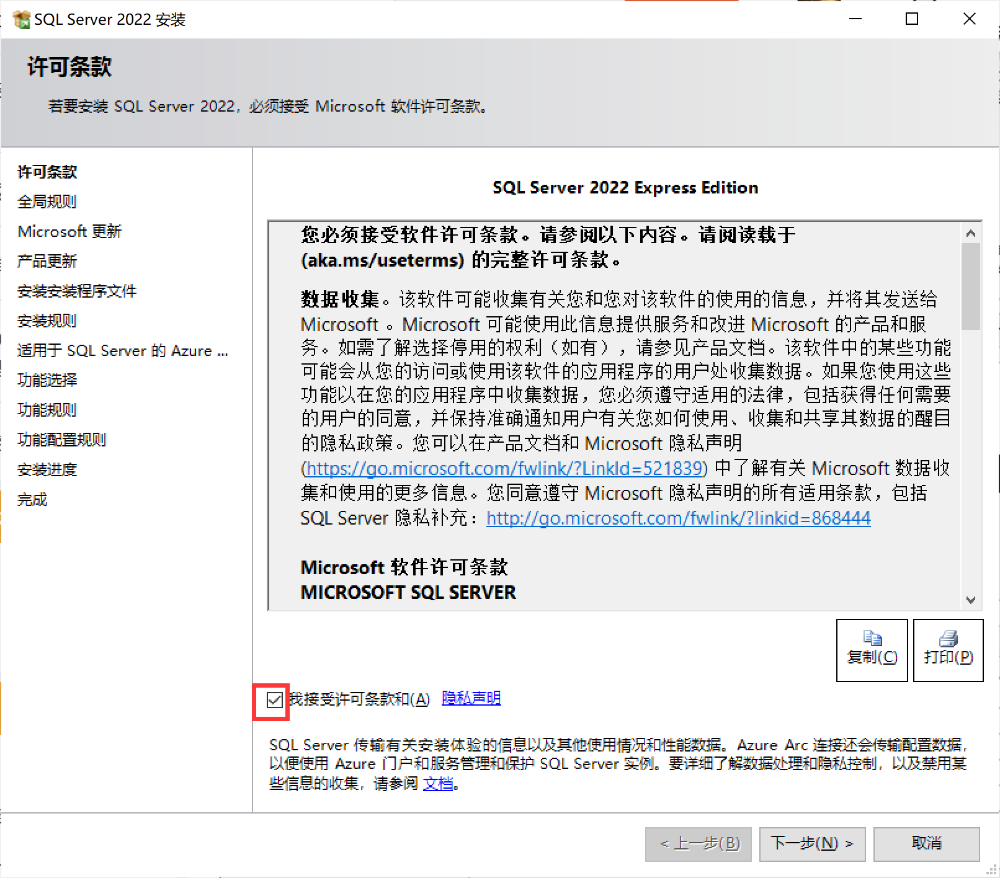 SQL Server 2022 安装
许可条款
若要安装 SQL Server 2022，必须接受 Microsoft 软件许可条款。
许可条款
全局规则
Microsoft 更新
产品更新
安装安装程序文件
安装规则
适用于 SQL Server 的 Azure ...
功能选择
功能规则
功能配置规则
安装进度
完成
SQL Server 2022 Express Edition
您必须接受软件许可条款。请参阅以下内容。请阅读载于
(aka.ms/useterms) 的完整许可条款。
数据收集。该软件可能收集有关您和您对该软件的使用的信息，并将其发送给
Microsoft 。Microsoft 可能使用此信息提供服务和改进 Microsoft 的产品和服
务。如需了解选择停用的权利（如有），请参见产品文档。该软件中的某些功能
可能会从您的访问或使用该软件的应用程序的用户处收集数据。如果您使用这些
功能以在您的应用程序中收集数据，您必须遵守适用的法律，包括获得任何需要
的用户的同意，并保持准确通知用户有关您如何使用、收集和共享其数据的醒目
的隐私政策。您可以在产品文档和 Microsoft 隐私声明
(https://go.microsoft.com/fwlink/?LinkId=521839) 中了解有关 Microsoft 数据收
集和使用的更多信息。您同意遵守 Microsoft 隐私声明的所有适用条款，包括
SQL Server 隐私补充：http://go.microsoft.com/fwlink/?linkid=868444
Microsoft 软件许可条款
MICROSOFT SQL SERVER
复制(C)
打印(P)
我接受许可条款和(A) 隐私声明
SQL Server 传输有关安装体验的信息以及其他使用情况和性能数据。Azure Arc 连接还会传输配置数据，
以便使用 Azure 门户和服务管理和保护 SQL Server 实例。要详细了解数据处理和隐私控制，以及禁用某
些信息的收集，请参阅 文档。
< 上一步(B)
下一步(N) >
取消